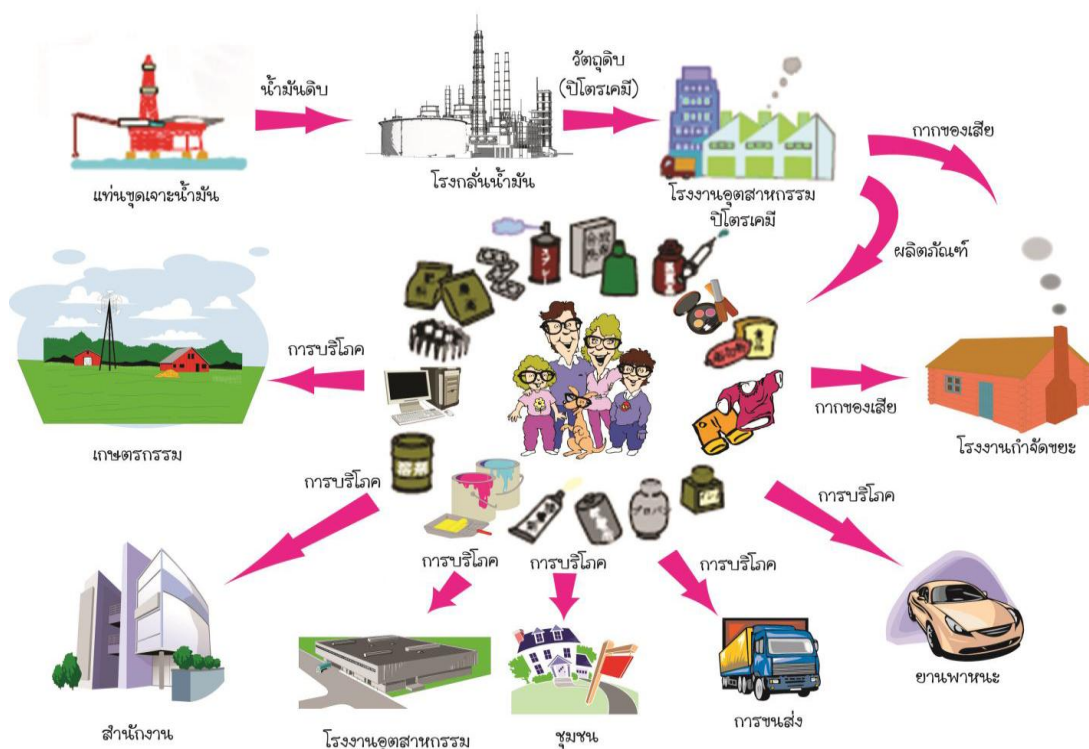 น้ำมันดิบ
วัตถุดิบ
(ปิโตรเคมี)
กากของเสีย
แท่นขุดเจาะน้ำมัน
โรงกลั่นน้ำมัน
โรงงานอุตสาหกรรม
ปิโตรเคมี
ผลิตภัณฑ์
การบริโภค
กากของเสีย
โรงงานกำจัดขยะ
เกษตรกรรม
การบริโภค
การบริโภค
การบริโภค
การบริโภค
การบริโภค
สำนักงาน
โรงงานอุตสาหกรรม
ชุมชน
การขนส่ง
ยานพาหนะ
スプレー
溶剤
プロパン